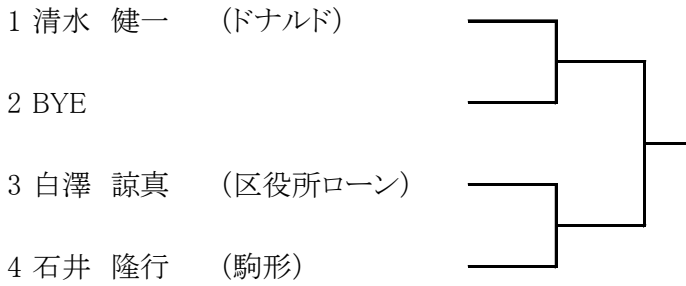 1 清水 健一 (ドナルド)
2 BYE
3 白澤 諒真 (区役所ローン)
4 石井 隆行 (駒形)